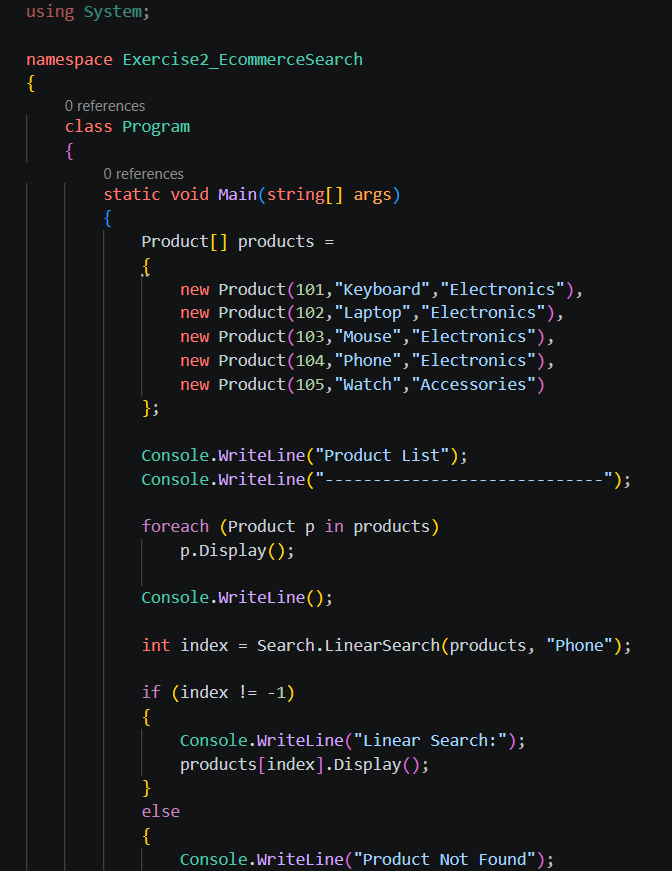 using System;
namespace Exercise2_EcommerceSearch
{
0 references
class Program
{
0 references
static void Main(string[] args)
{
Product[] products =
{
new Product(101,"Keyboard","Electronics"),
new Product(102,"Laptop","Electronics"),
new Product(103,"Mouse","Electronics"),
new Product(104,"Phone","Electronics"),
new Product(105,"Watch","Accessories")
};
Console.WriteLine("Product List");
Console.WriteLine("-----------------------------");
foreach (Product p in products)
p.Display();
Console.WriteLine();
int index = Search.LinearSearch(products, "Phone");
if (index != -1)
{
Console.WriteLine("Linear Search:");
products[index].Display();
}
else
{
Console.WriteLine("Product Not Found");